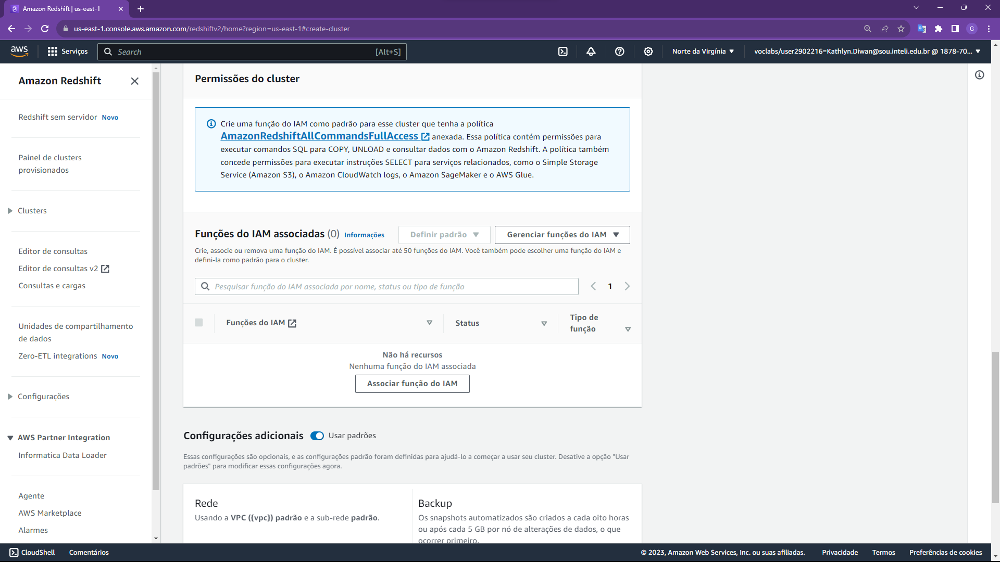 Amazon Redshift | us-east-1
us-east-1.console.aws.amazon.com/redshiftv2/home?region=us-east-1#create-cluster
G
aws
Serviços
Search
[Alt+S]
Norte da Virgínia
voclabs/user2902216=Kathlyn.Diwan@sou.inteli.edu.br @ 1878-70...
Amazon Redshift
Redshift sem servidor Novo
Painel de clusters
provisionados
Clusters
Editor de consultas
Editor de consultas v2
Consultas e cargas
Unidades de compartilhamento
de dados
Zero-ETL integrations Novo
Configurações
AWS Partner Integration
Informatica Data Loader
Agente
AWS Marketplace
Alarmes
Permissões do cluster
Crie uma função do IAM como padrão para esse cluster que tenha a política
AmazonRedshiftAllCommandsFullAccess anexada. Essa política contém permissões para
executar comandos SQL para COPY, UNLOAD e consultar dados com o Amazon Redshift. A política também
concede permissões para executar instruções SELECT para serviços relacionados, como o Simple Storage
Service (Amazon S3), o Amazon CloudWatch logs, o Amazon SageMaker e o AWS Glue.
Funções do IAM associadas (0) Informações
Definir padrão
Gerenciar funções do IAM
Crie, associe ou remova uma função do IAM. É possível associar até 50 funções do IAM. Você também pode escolher uma função do IAM e
defini-la como padrão para o cluster.
Pesquisar função do IAM associada por nome, status ou tipo de função
1
Funções do IAM
Status
Tipo de
função
Não há recursos
Nenhuma função do IAM associada
Associar função do IAM
Configurações adicionais
Usar padrões
Essas configurações são opcionais, e as configurações padrão foram definidas para ajudá-lo a começar a usar seu cluster. Desative a opção "Usar
padrões" para modificar essas configurações agora.
Rede
Usando a VPC ({vpc}) padrão e a sub-rede padrão.
Backup
Os snapshots automatizados são criados a cada oito horas
ou após cada 5 GB por nó de alterações de dados, o que
ocorrer primeiro.
CloudShell
Comentários
© 2023, Amazon Web Services, Inc. ou suas afiliadas.
Privacidade
Termos
Preferências de cookies